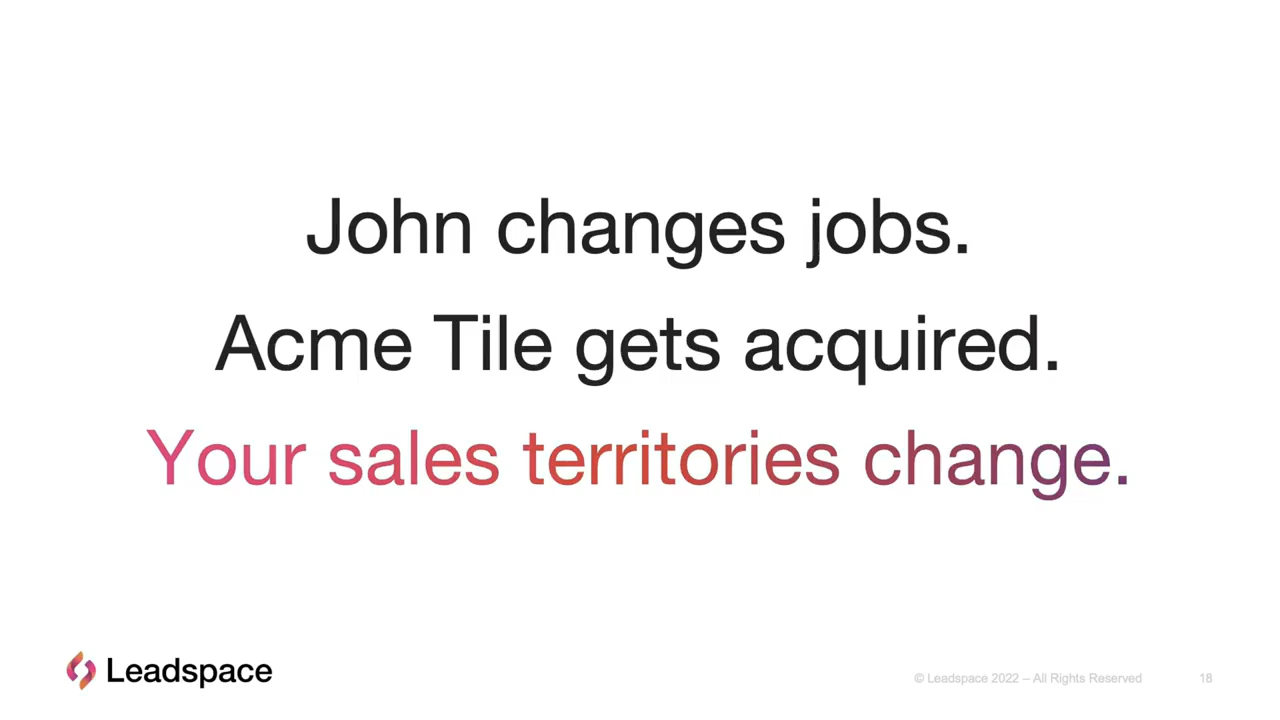 John changes jobs.
Acme Tile gets acquired.
Your sales territories change.
Leadspace
© Leadspace 2022 – All Rights Reserved
18